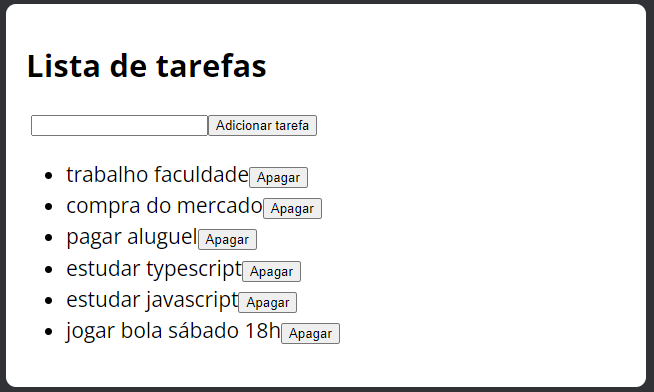 Lista de tarefas
Adicionar tarefa
trabalho faculdade Apagar
compra do mercado Apagar
pagar aluguel Apagar
estudar typescript Apagar
estudar javascript Apagar
jogar bola sábado 18h Apagar